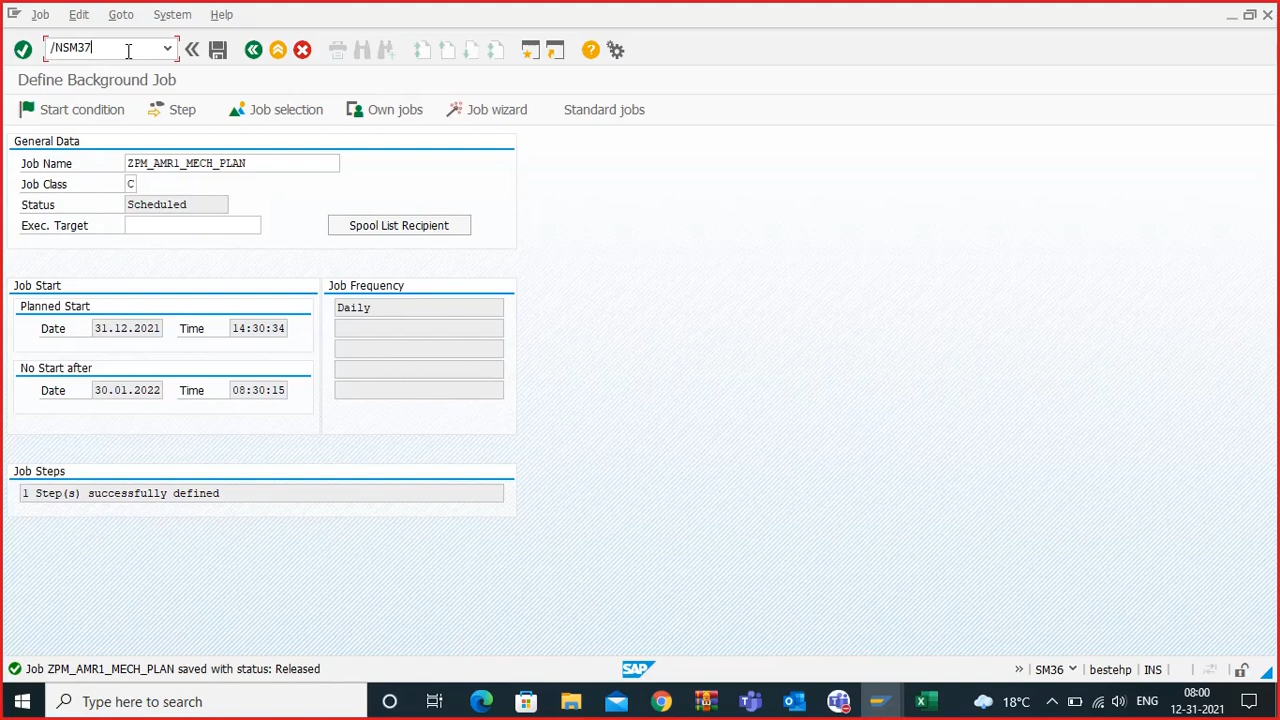 Job Edit Goto System Help
/NSM37
Define Background Job
Start condition Step Job selection Own jobs Job wizard Standard jobs
General Data
Job Name ZPM_AMR1_MECH_PLAN
Job Class C
Status Scheduled
Exec. Target Spool List Recipient
Job Start Job Frequency
Planned Start Daily
Date 31.12.2021 Time 14:30:34
No Start after
Date 30.01.2022 Time 08:30:15
Job Steps
1 Step(s) successfully defined
Job ZPM_AMR1_MECH_PLAN saved with status: Released SAP » SM36 bestehp INS
Type here to search 18°C ENG 08:00
12-31-2021